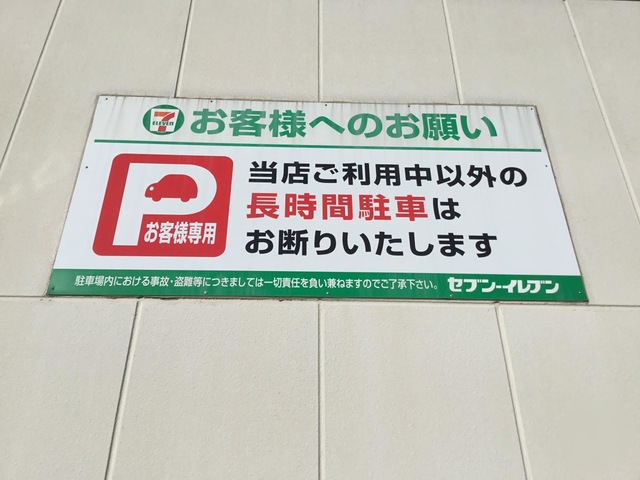 7
ELEVEN
お客様へのお願い
P
お客様専用
当店ご利用中以外の
長時間駐車は
お断りいたします
駐車場内における事故・盗難等につきましては一切責任を負い兼ねますのでご了承下さい。
セブン-イレブン